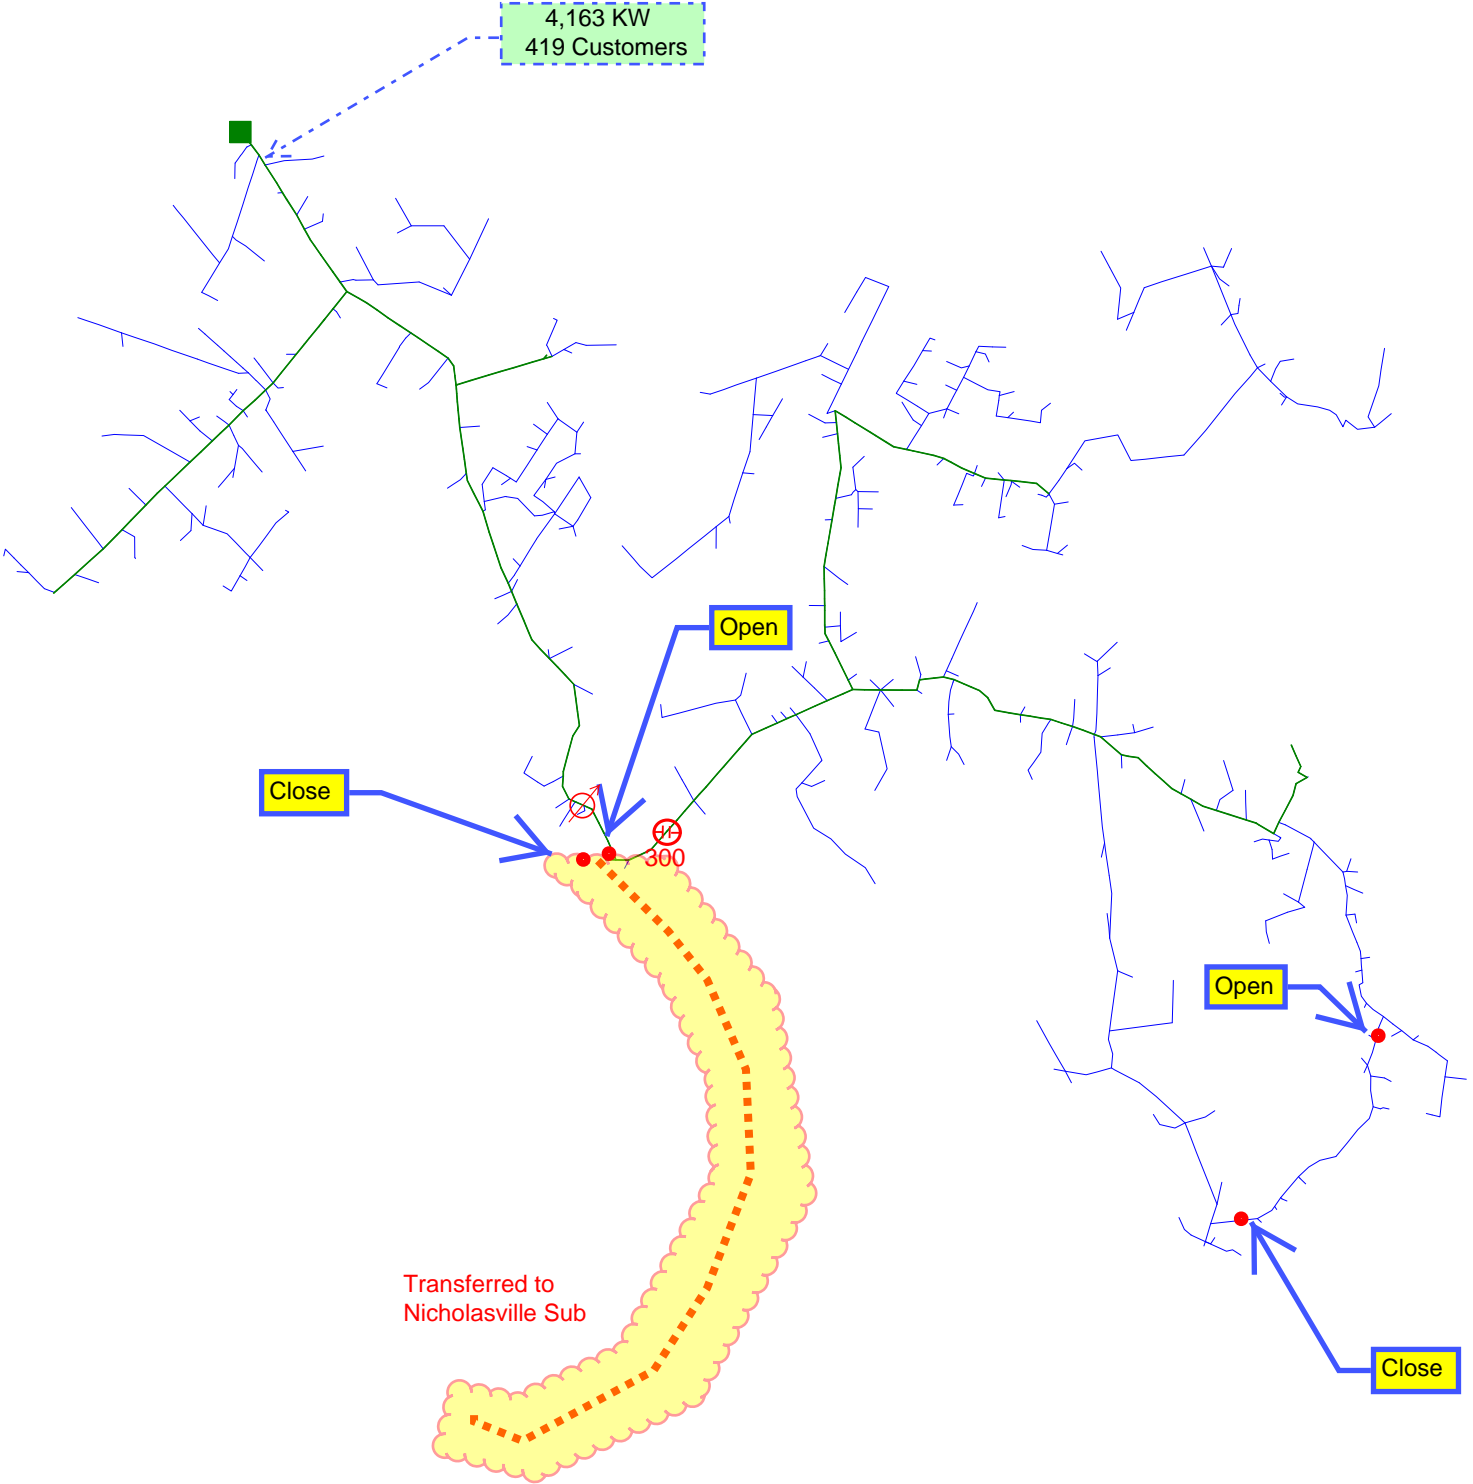 4,163 KW
419 Customers
Open
Close
300
Open
Transferred to
Nicholasville Sub
Close